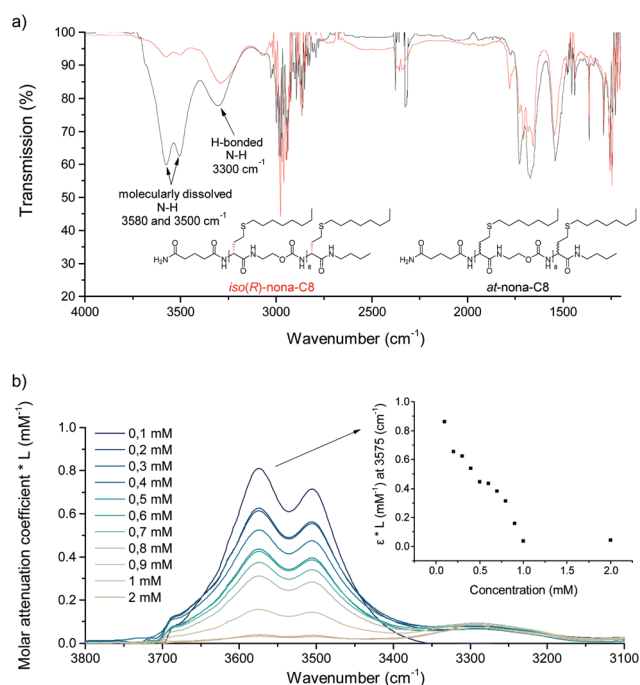 a)
100
90
80
70
60
50
40
30
20
Transmission (%)
H-bonded
N-H
3300 cm⁻¹
molecularly dissolved
N-H
3580 and 3500 cm⁻¹
S
S
S
S
H₂N
O
O
H
N
O
H
N
O
O
H
N
8
O
H
N
iso(R)-nona-C8
H₂N
O
O
H
N
O
H
N
O
O
H
N
8
O
H
N
at-nona-C8
4000 3500 3000 2500 2000 1500
Wavenumber (cm⁻¹)
b)
1.0
0.8
0.6
0.4
0.2
0.0
Molar attenuation coefficient * L (mM⁻¹)
0,1 mM
0,2 mM
0,3 mM
0,4 mM
0,5 mM
0,6 mM
0,7 mM
0,8 mM
0,9 mM
1 mM
2 mM
1.0
0.8
0.6
0.4
0.2
0.0
ε * L (mM⁻¹) at 3575 (cm⁻¹)
0.0 0.5 1.0 1.5 2.0
Concentration (mM)
3800 3700 3600 3500 3400 3300 3200 3100
Wavenumber (cm⁻¹)